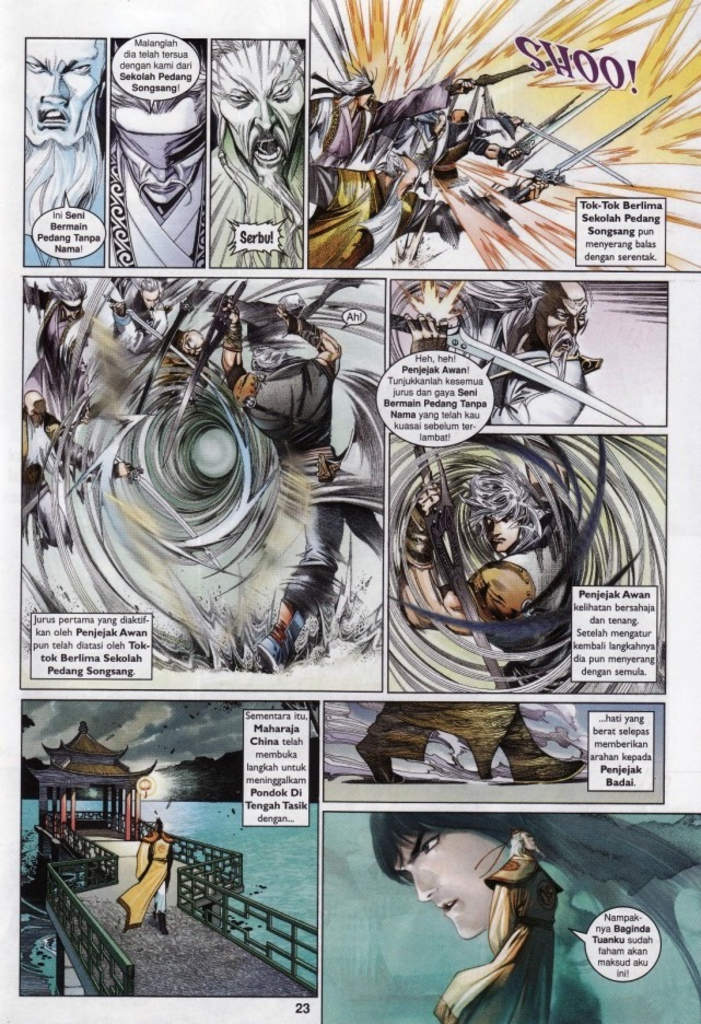 Ini Seni
Bermain Pedang Tanpa
Nama!
Malanglah
dia telah tersua
dengan kami dari
Sekolah Pedang
Songsang!
Serbu!
SHOO!
Tok-Tok Berlima
Sekolah Pedang
Songsang pun
menyerang balas
dengan serentak.
Ah!
Jurus pertama yang diaktif-
kan oleh Penjejak Awan
pun telah diatasi oleh Tok-
tok Berlima Sekolah
Pedang Songsang.
Heh, heh!
Penjejak Awan!
Tunjukkanlah kesemua
jurus dan gaya Seni
Bermain Pedang Tanpa
Nama yang telah kau
kuasai sebelum ter-
lambat!
Penjejak Awan
kelihatan bersahaja
dan tenang.
Setelah mengatur
kembali langkahnya
dia pun menyerang
dengan semula.
Sementara itu,
Maharaja
China telah
membuka
langkah untuk
meninggalkam
Pondok Di
Tengah Tasik
dengan...
...hati yang
berat selepas
memberikan
arahan kepada
Penjejak
Badai.
Nampak-
nya Baginda
Tuanku sudah
faham akan
maksud aku
ini!
23